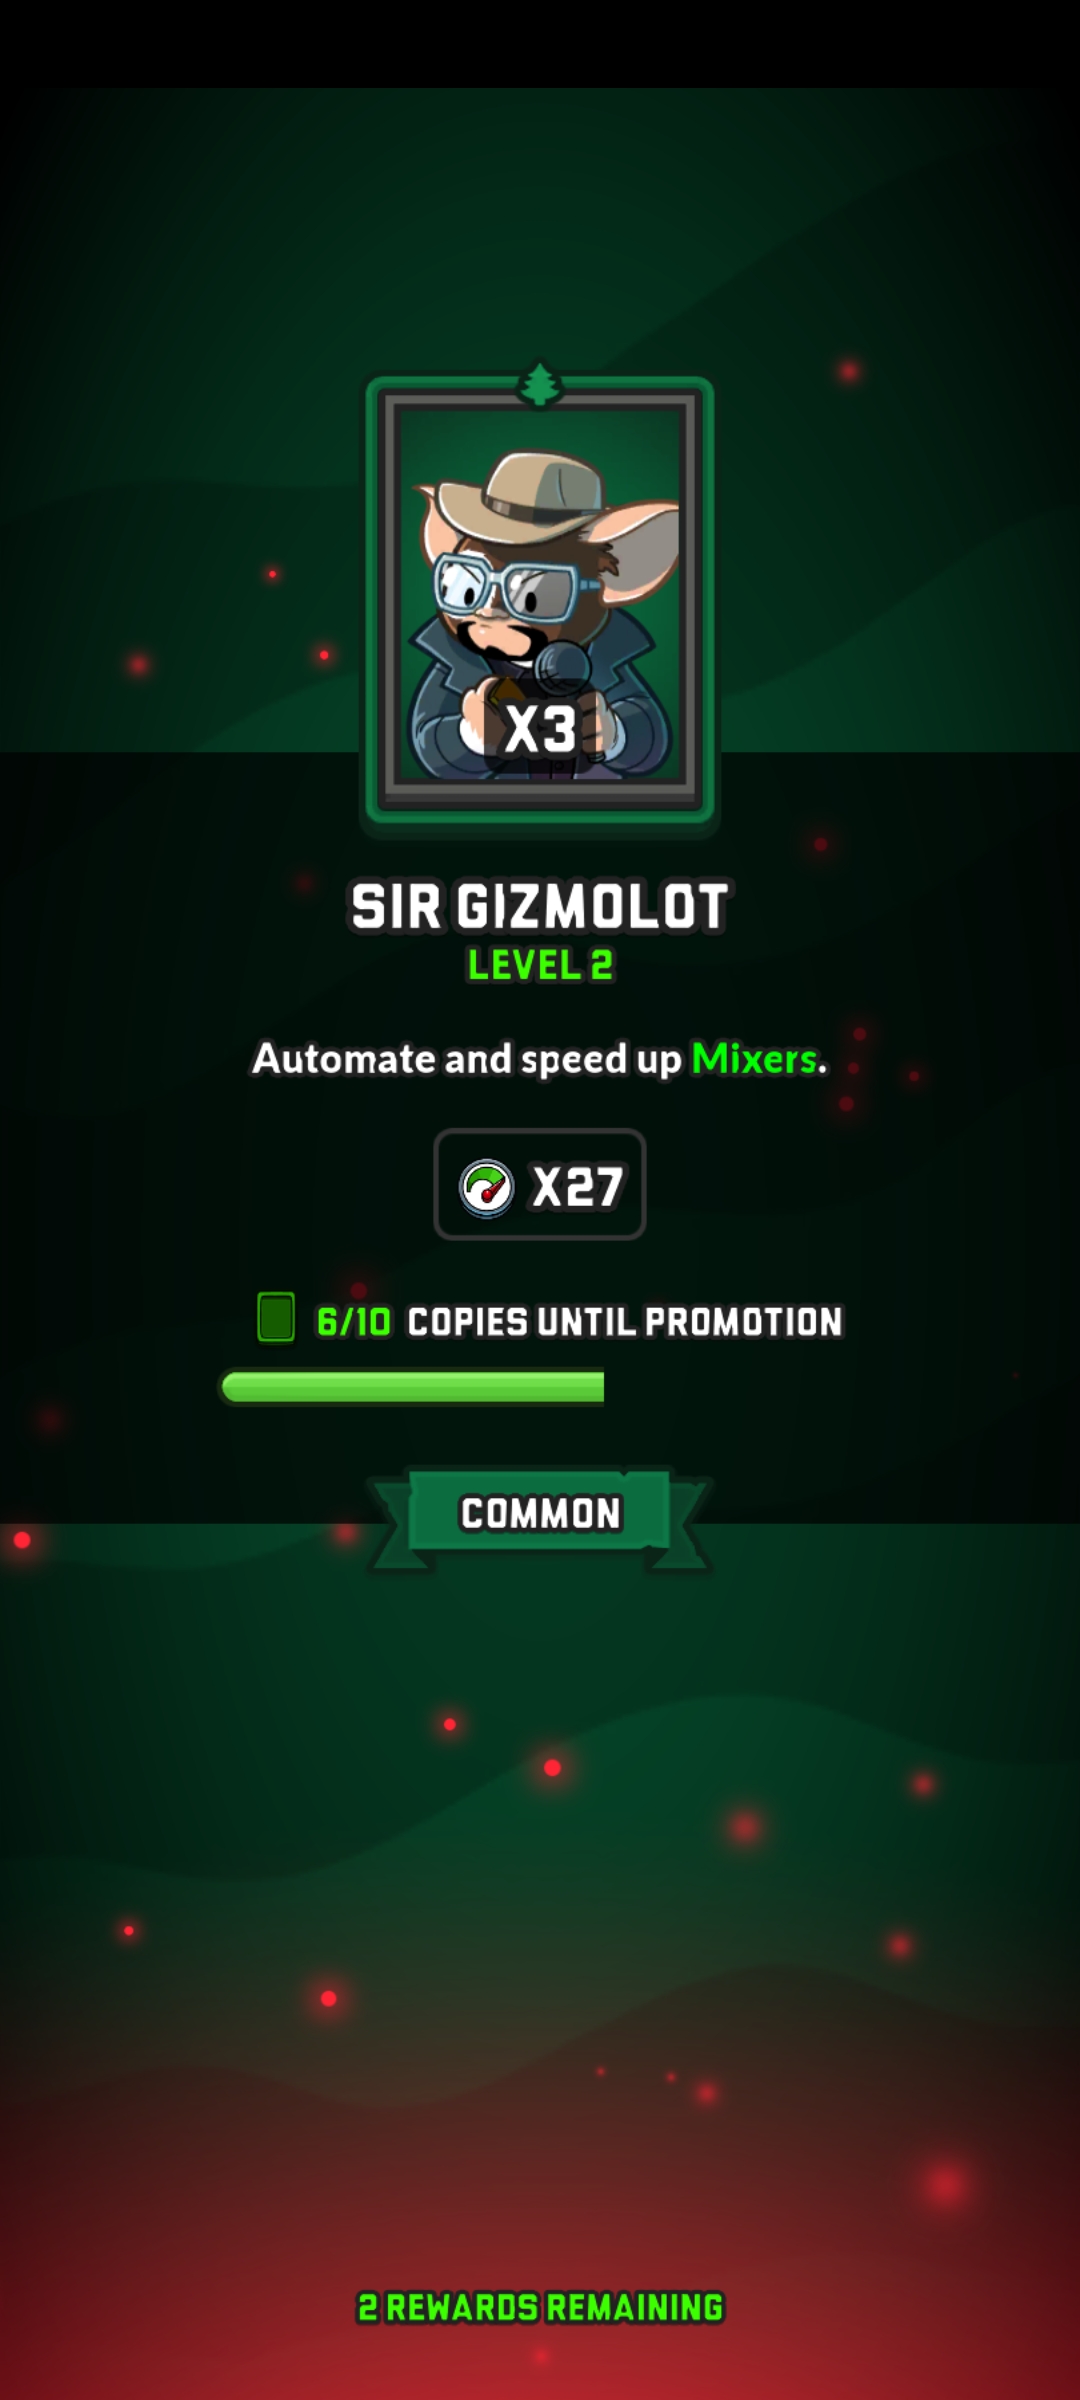 X3
SIR GIZMOLOT
LEVEL 2
Automate and speed up Mixers.
X27
6/10 COPIES UNTIL PROMOTION
COMMON
2 REWARDS REMAINING